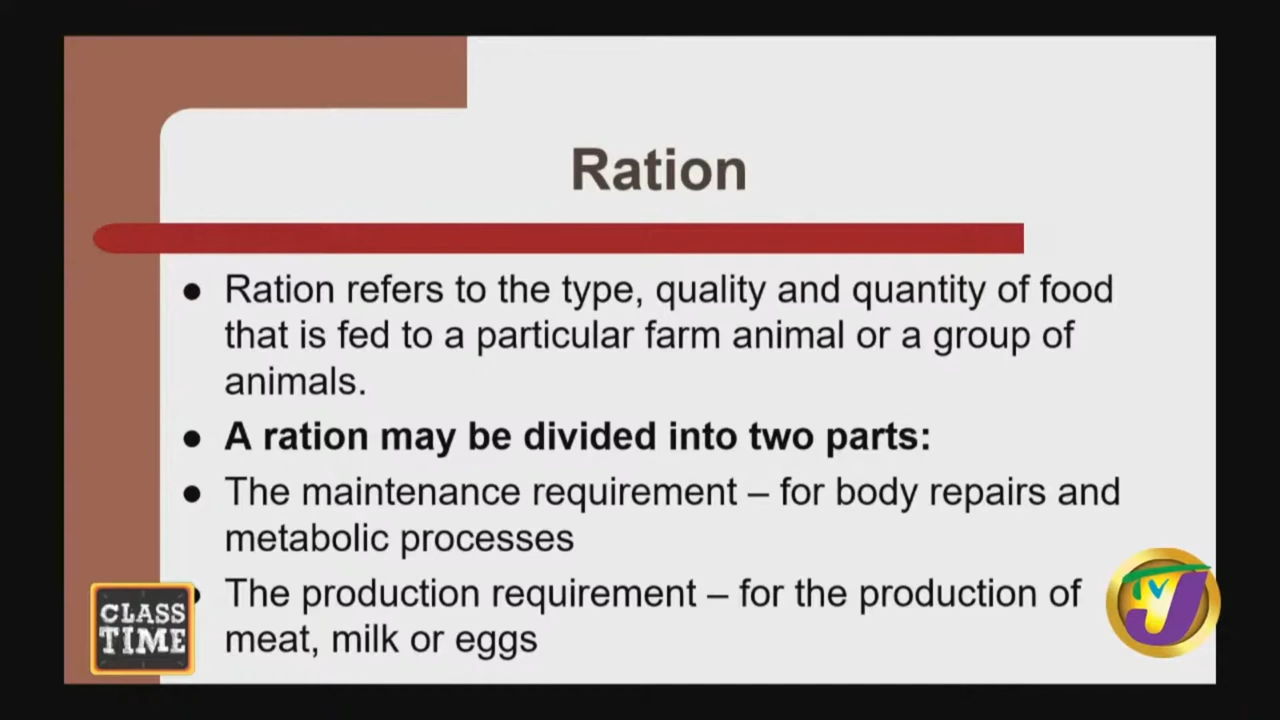 Ration
● Ration refers to the type, quality and quantity of food
that is fed to a particular farm animal or a group of
animals.
● A ration may be divided into two parts:
● The maintenance requirement – for body repairs and
metabolic processes
● The production requirement – for the production of
meat, milk or eggs
CLASS
TIME
TVJ